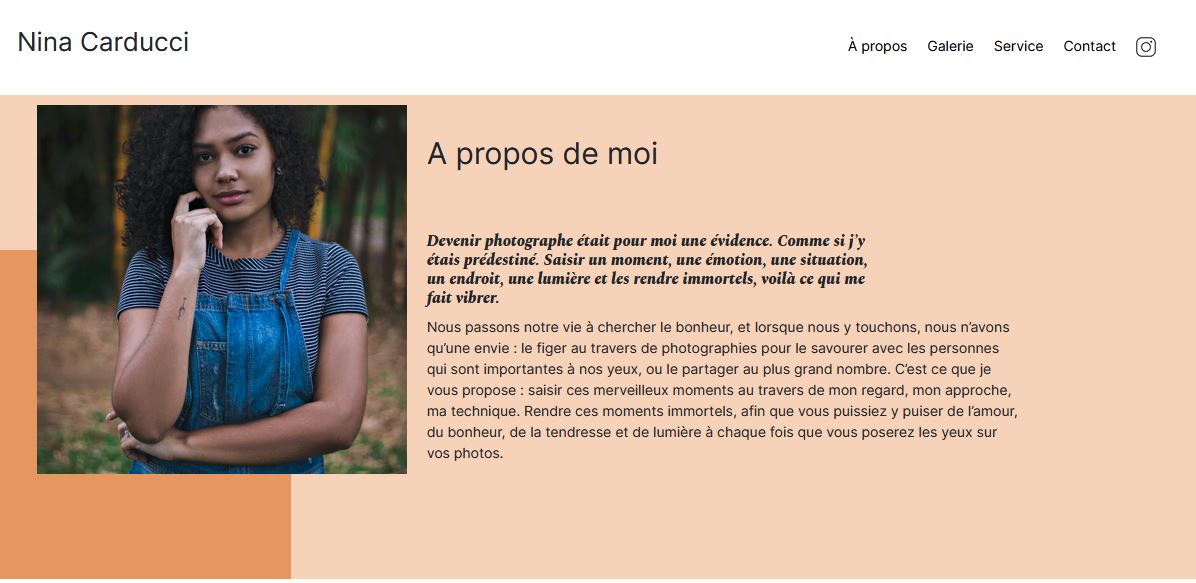 Nina Carducci
À propos Galerie Service Contact
A propos de moi
Devenir photographe était pour moi une évidence. Comme si j’y
étais prédestiné. Saisir un moment, une émotion, une situation,
un endroit, une lumière et les rendre immortels, voilà ce qui me
fait vibrer.
Nous passons notre vie à chercher le bonheur, et lorsque nous y touchons, nous n’avons
qu’une envie : le figer au travers de photographies pour le savourer avec les personnes
qui sont importantes à nos yeux, ou le partager au plus grand nombre. C’est ce que je
vous propose : saisir ces merveilleux moments au travers de mon regard, mon approche,
ma technique. Rendre ces moments immortels, afin que vous puissiez y puiser de l’amour,
du bonheur, de la tendresse et de lumière à chaque fois que vous poserez les yeux sur
vos photos.